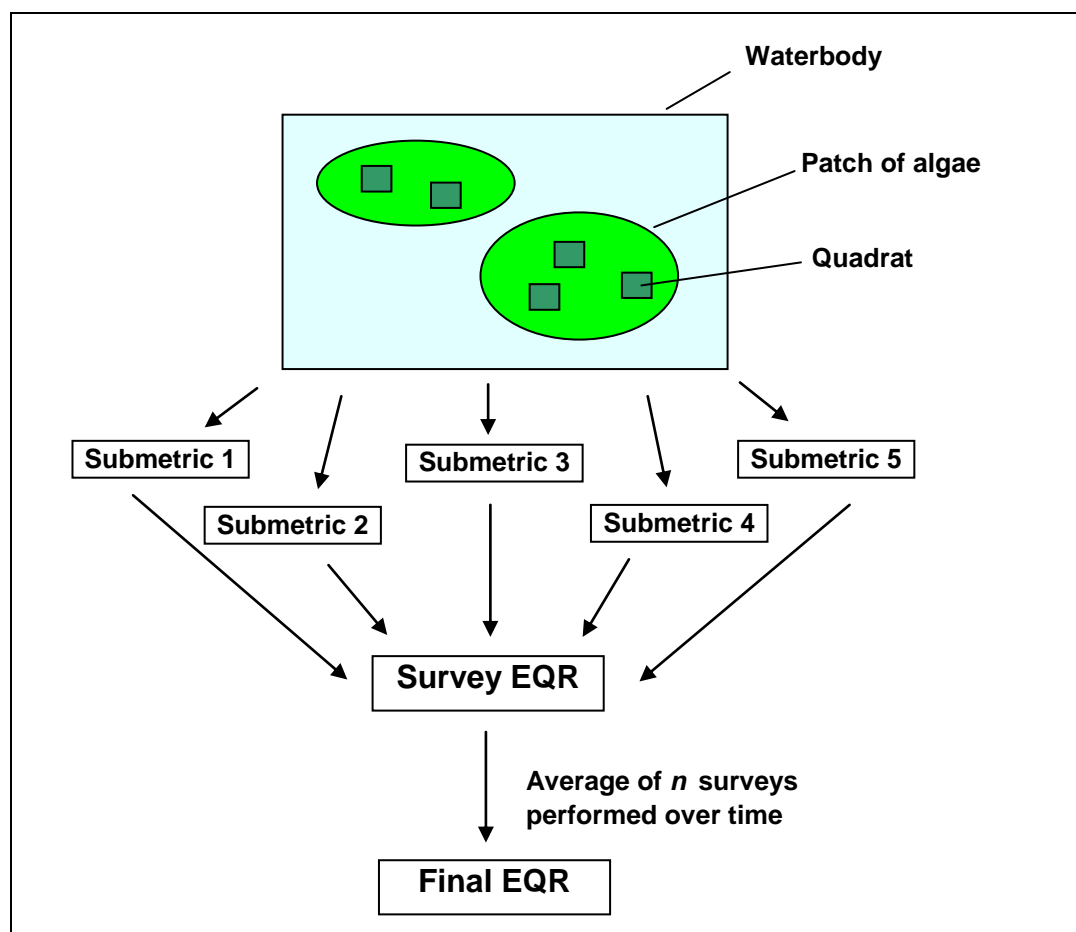 Waterbody
Patch of algae
Quadrat
Submetric 1
Submetric 2
Submetric 3
Submetric 4
Submetric 5
Survey EQR
Average of n surveys
performed over time
Final EQR